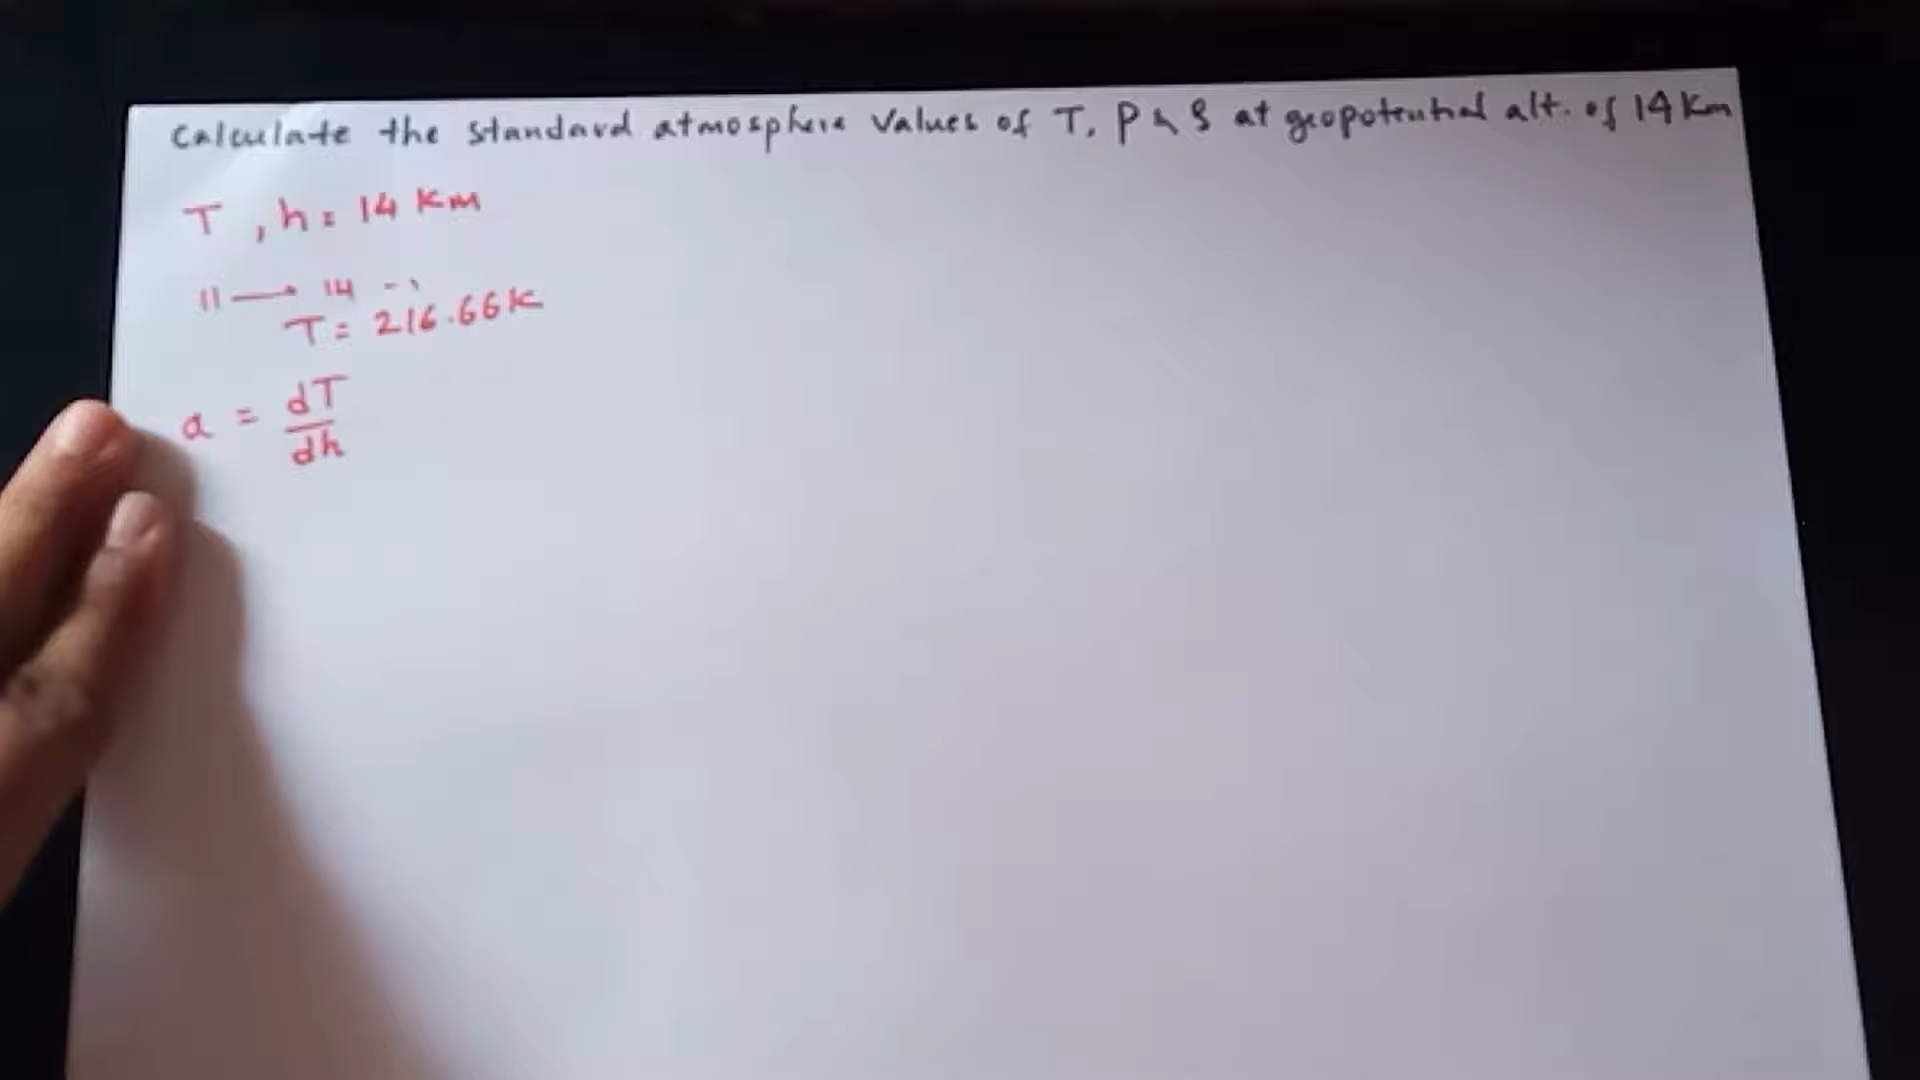 Calculate the standard atmosphere values of T, P & ρ at geopotential alt. of 14 Km
T , h = 14 Km
11 → 14
T = 216.66K
a = dT
dh